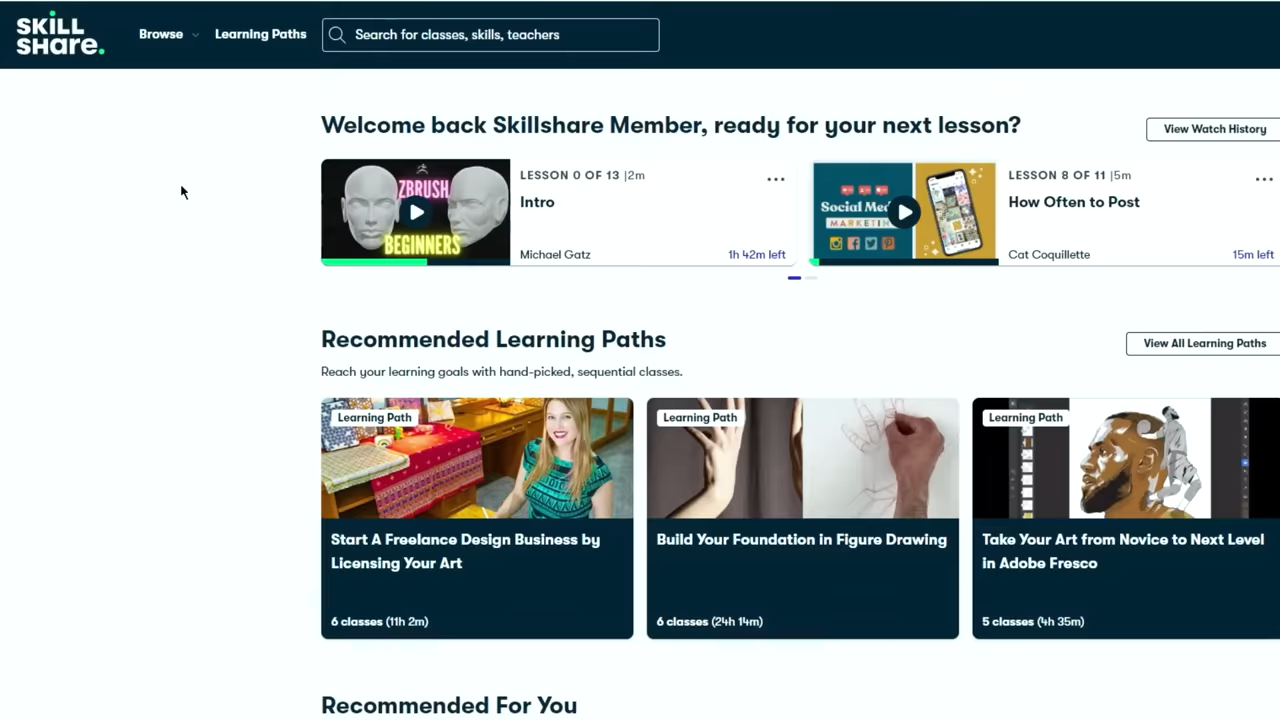 SKILL
SHare.
Browse
Learning Paths
Search for classes, skills, teachers
Welcome back Skillshare Member, ready for your next lesson?
View Watch History
ZBRUSH
BEGINNERS
LESSON 0 OF 13 |2m
Intro
Michael Gatz
1h 42m left
Social Med
MARKETIN
LESSON 8 OF 11 |5m
How Often to Post
Cat Coquillette
15m left
Recommended Learning Paths
View All Learning Paths
Reach your learning goals with hand-picked, sequential classes.
Learning Path
Start A Freelance Design Business by
Licensing Your Art
6 classes (11h 2m)
Learning Path
Build Your Foundation in Figure Drawing
6 classes (24h 14m)
Learning Path
Take Your Art from Novice to Next Level
in Adobe Fresco
5 classes (4h 35m)
Recommended For You